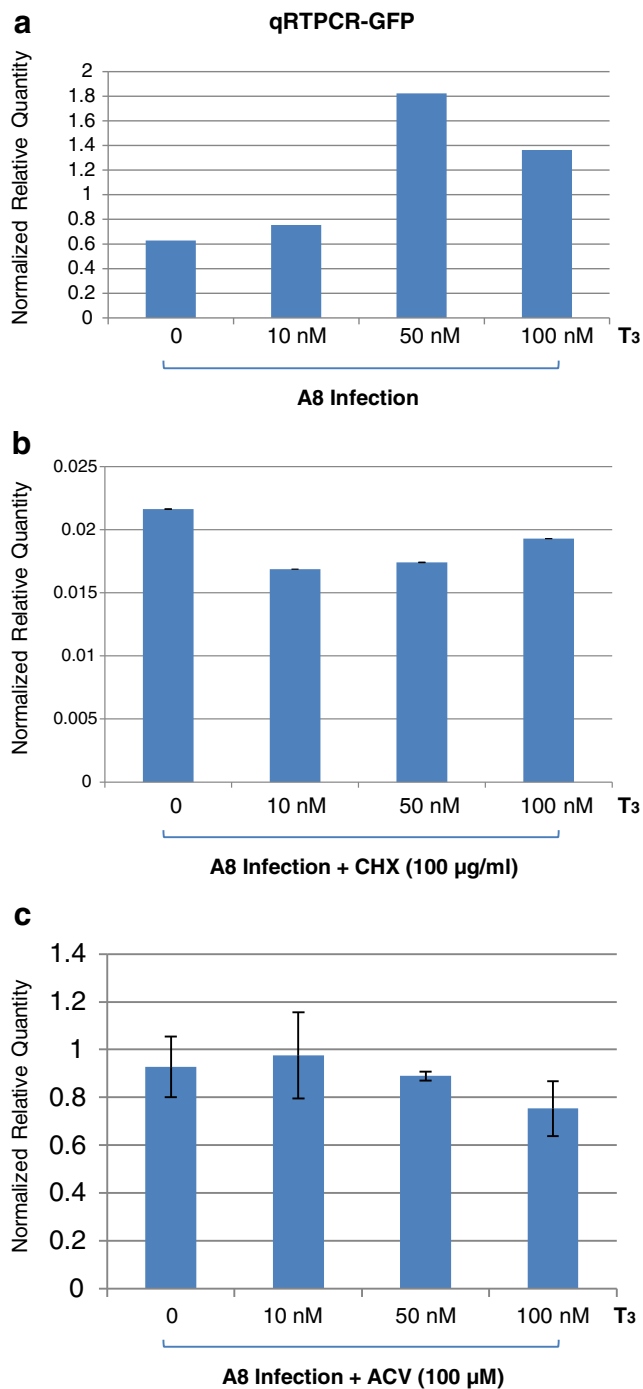 a
qRTPCR-GFP
Normalized Relative Quantity
2
1.8
1.6
1.4
1.2
1
0.8
0.6
0.4
0.2
0
0 10 nM 50 nM 100 nM T3
A8 Infection
b
Normalized Relative Quantity
0.025
0.02
0.015
0.01
0.005
0
0 10 nM 50 nM 100 nM T3
A8 Infection + CHX (100 µg/ml)
c
Normalized Relative Quantity
1.4
1.2
1
0.8
0.6
0.4
0.2
0
0 10 nM 50 nM 100 nM T3
A8 Infection + ACV (100 µM)